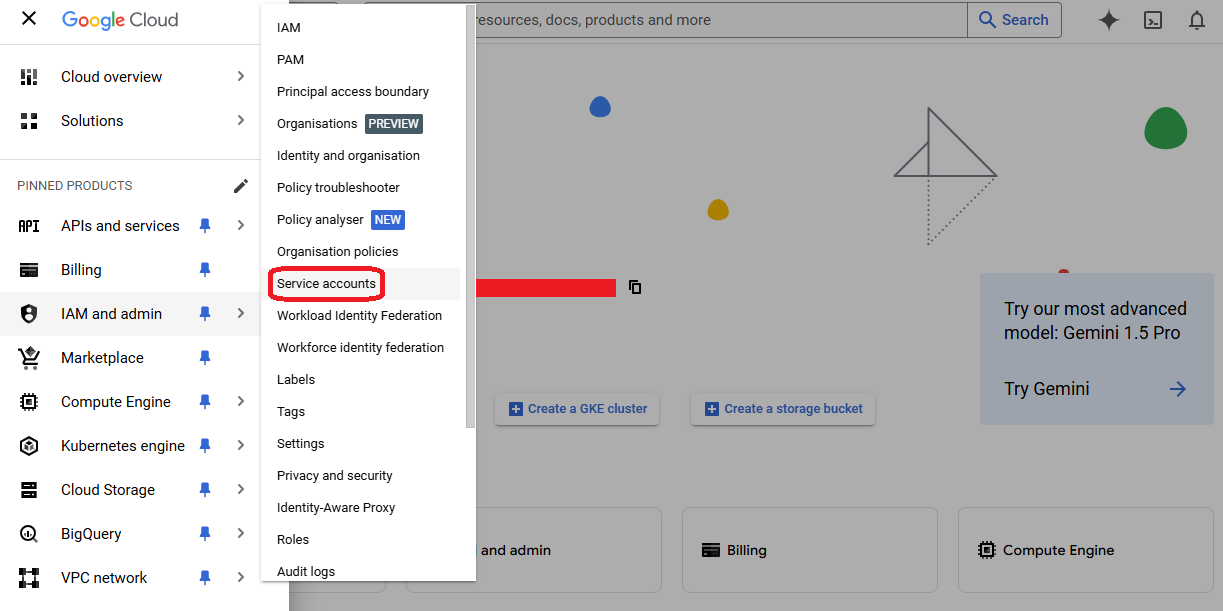 Google Cloud
Cloud overview
Solutions
PINNED PRODUCTS
APIs and services
Billing
IAM and admin
Marketplace
Compute Engine
Kubernetes engine
Cloud Storage
BigQuery
VPC network
IAM
PAM
Principal access boundary
Organisations PREVIEW
Identity and organisation
Policy troubleshooter
Policy analyser NEW
Organisation policies
Service accounts
Workload Identity Federation
Workforce identity federation
Labels
Tags
Settings
Privacy and security
Identity-Aware Proxy
Roles
Audit logs
resources, docs, products and more
Search
Try our most advanced
model: Gemini 1.5 Pro
Try Gemini
Create a GKE cluster
Create a storage bucket
and admin
Billing
Compute Engine
API